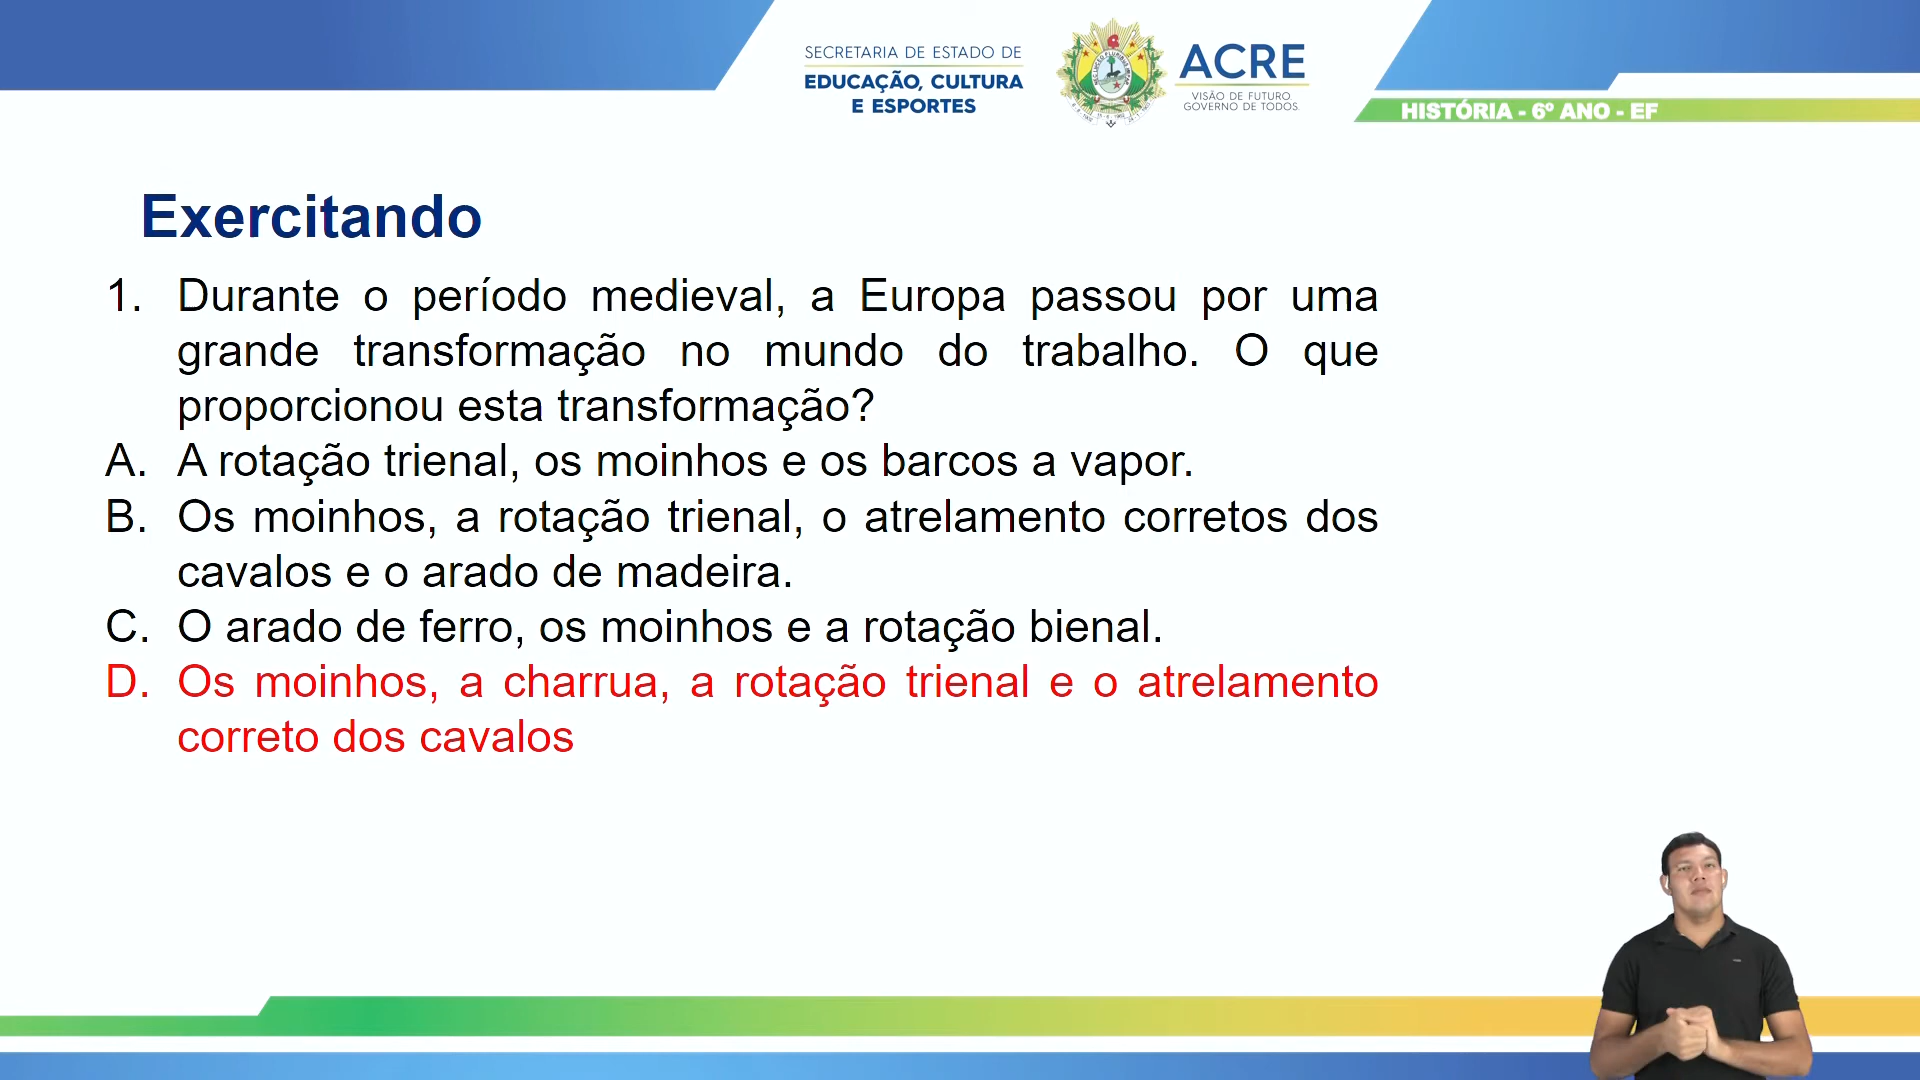 SECRETARIA DE ESTADO DE
EDUCAÇÃO, CULTURA
E ESPORTES
ACRE
VISÃO DE FUTURO.
GOVERNO DE TODOS.
HISTÓRIA - 6º ANO - EF
Exercitando
1. Durante o período medieval, a Europa passou por uma
grande transformação no mundo do trabalho. O que
proporcionou esta transformação?
A. A rotação trienal, os moinhos e os barcos a vapor.
B. Os moinhos, a rotação trienal, o atrelamento corretos dos
cavalos e o arado de madeira.
C. O arado de ferro, os moinhos e a rotação bienal.
D. Os moinhos, a charrua, a rotação trienal e o atrelamento
correto dos cavalos